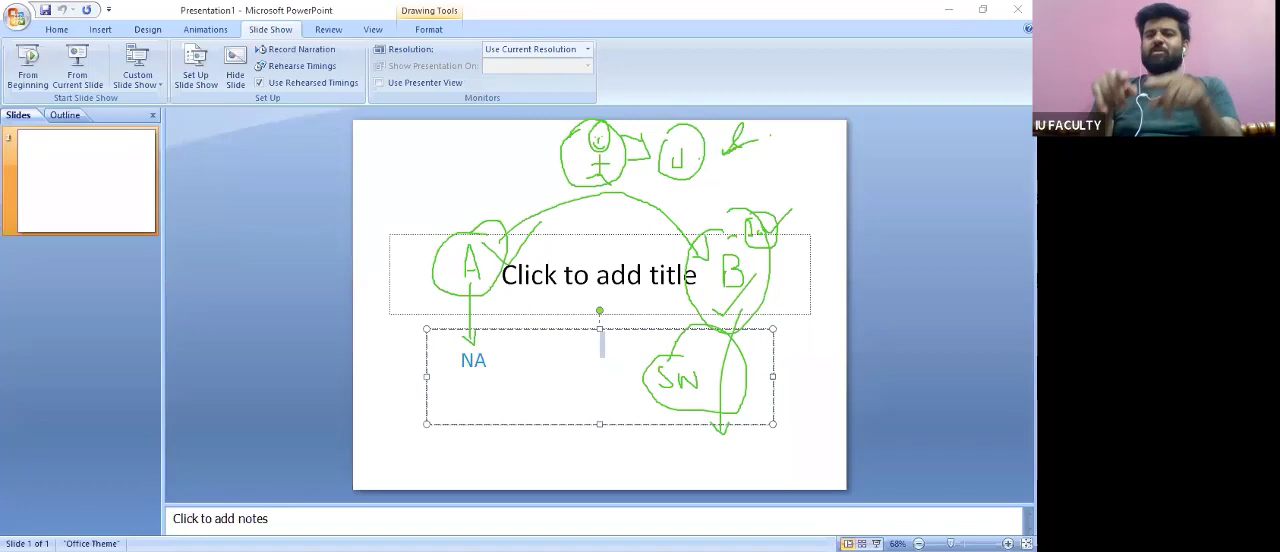 Presentation1 - Microsoft PowerPoint
Drawing Tools
Home Insert Design Animations Slide Show Review View Format
From Beginning
From Current Slide
Custom Slide Show
Start Slide Show
Set Up Slide Show
Hide Slide
Record Narration
Rehearse Timings
Use Rehearsed Timings
Set Up
Resolution: Use Current Resolution
Show Presentation On:
Use Presenter View
Monitors
Slides Outline x
1
IU FACULTY
J
A
B
Click to add title
NA
SN
Click to add notes
Slide 1 of 1 "Office Theme" 68%